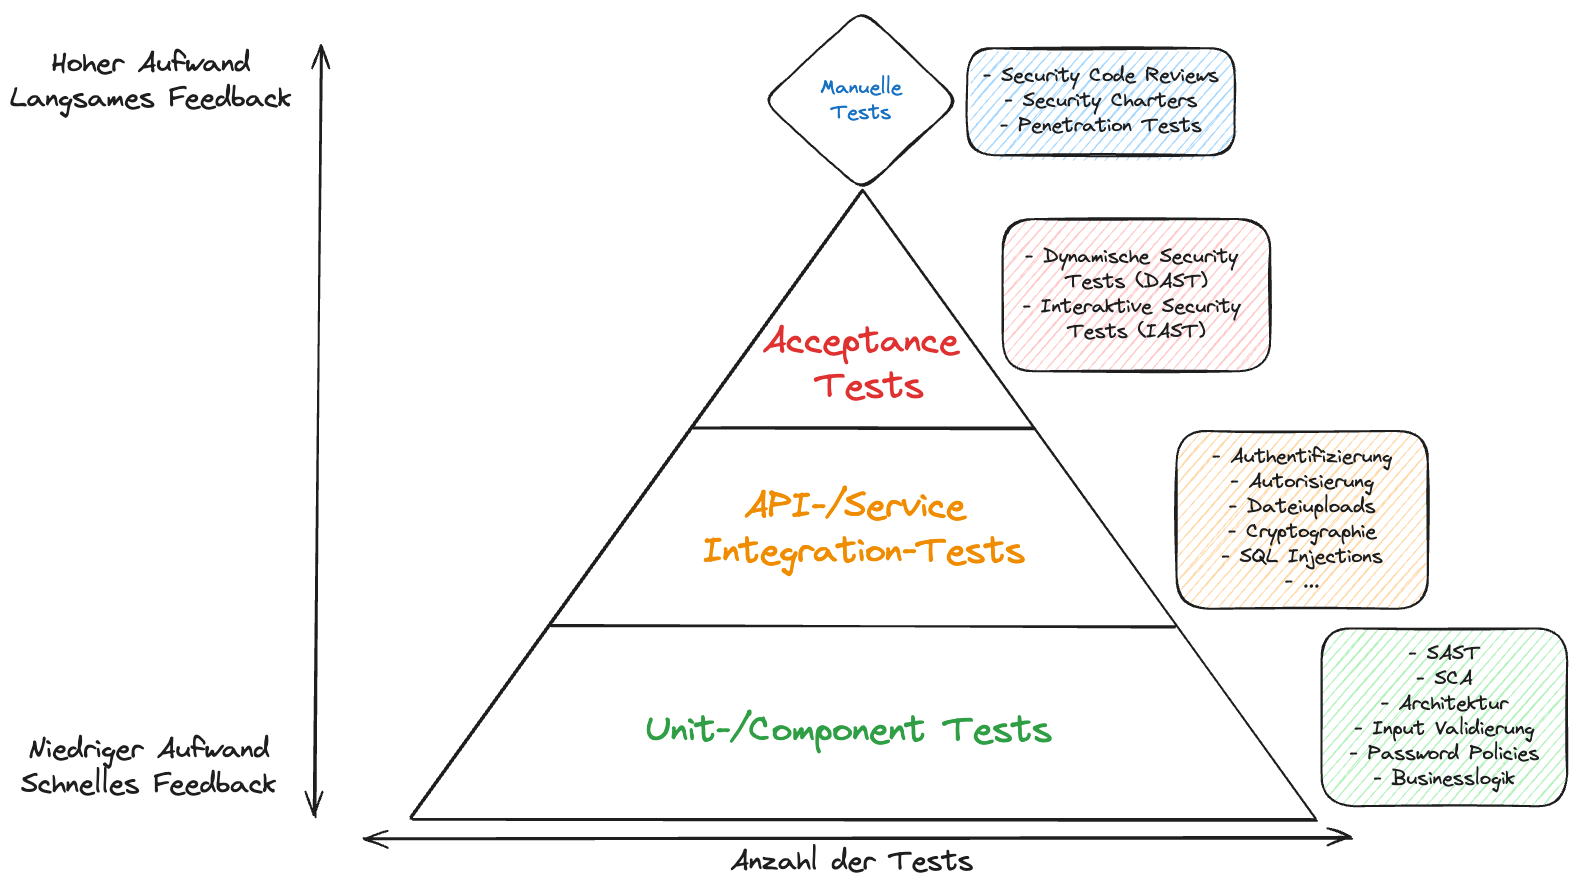 Hoher Aufwand
Langsames Feedback
Manuelle
Tests
- Security Code Reviews
- Security Charters
- Penetration Tests
- Dynamische Security
Tests (DAST)
- Interaktive Security
Tests (IAST)
Acceptance
Tests
- Authentifizierung
- Autorisierung
- Dateiuploads
- Cryptographie
- SQL Injections
- ...
API-/Service
Integration-Tests
- SAST
- SCA
- Architektur
- Input Validierung
- Password Policies
- Businesslogik
Unit-/Component Tests
Niedriger Aufwand
Schnelles Feedback
Anzahl der Tests